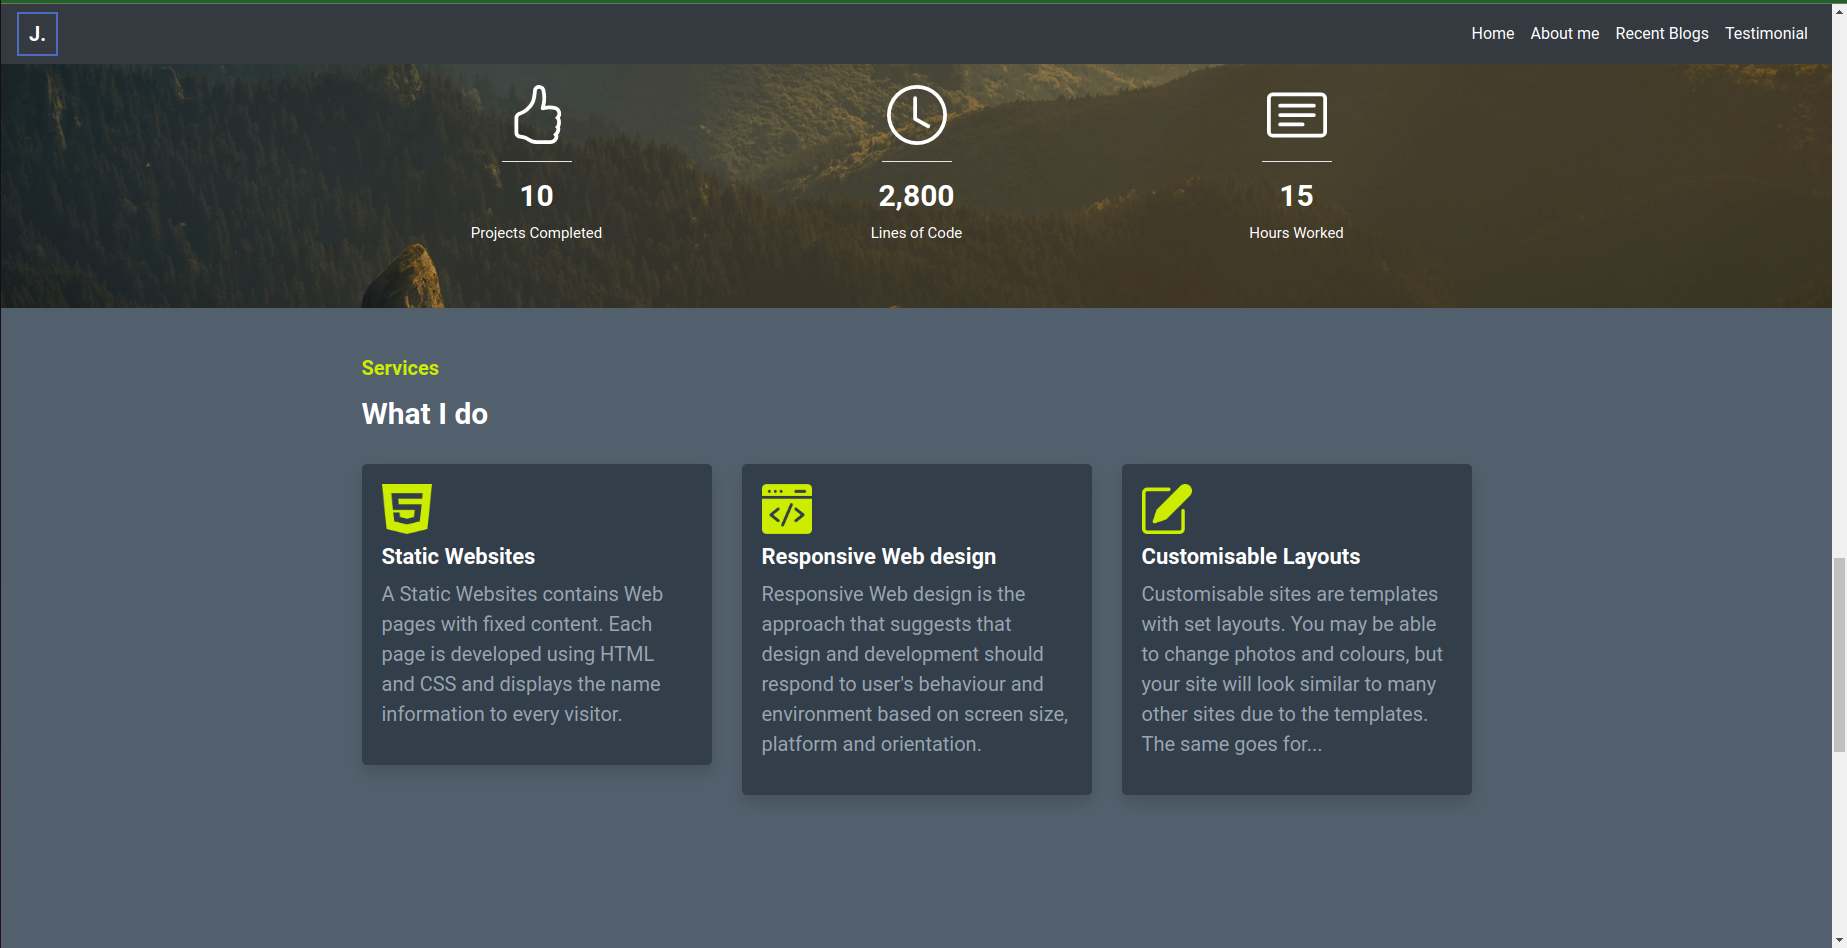 J.
Home About me Recent Blogs Testimonial
10
Projects Completed
2,800
Lines of Code
15
Hours Worked
Services
What I do
Static Websites
A Static Websites contains Web
pages with fixed content. Each
page is developed using HTML
and CSS and displays the name
information to every visitor.
Responsive Web design
Responsive Web design is the
approach that suggests that
design and development should
respond to user's behaviour and
environment based on screen size,
platform and orientation.
Customisable Layouts
Customisable sites are templates
with set layouts. You may be able
to change photos and colours, but
your site will look similar to many
other sites due to the templates.
The same goes for...